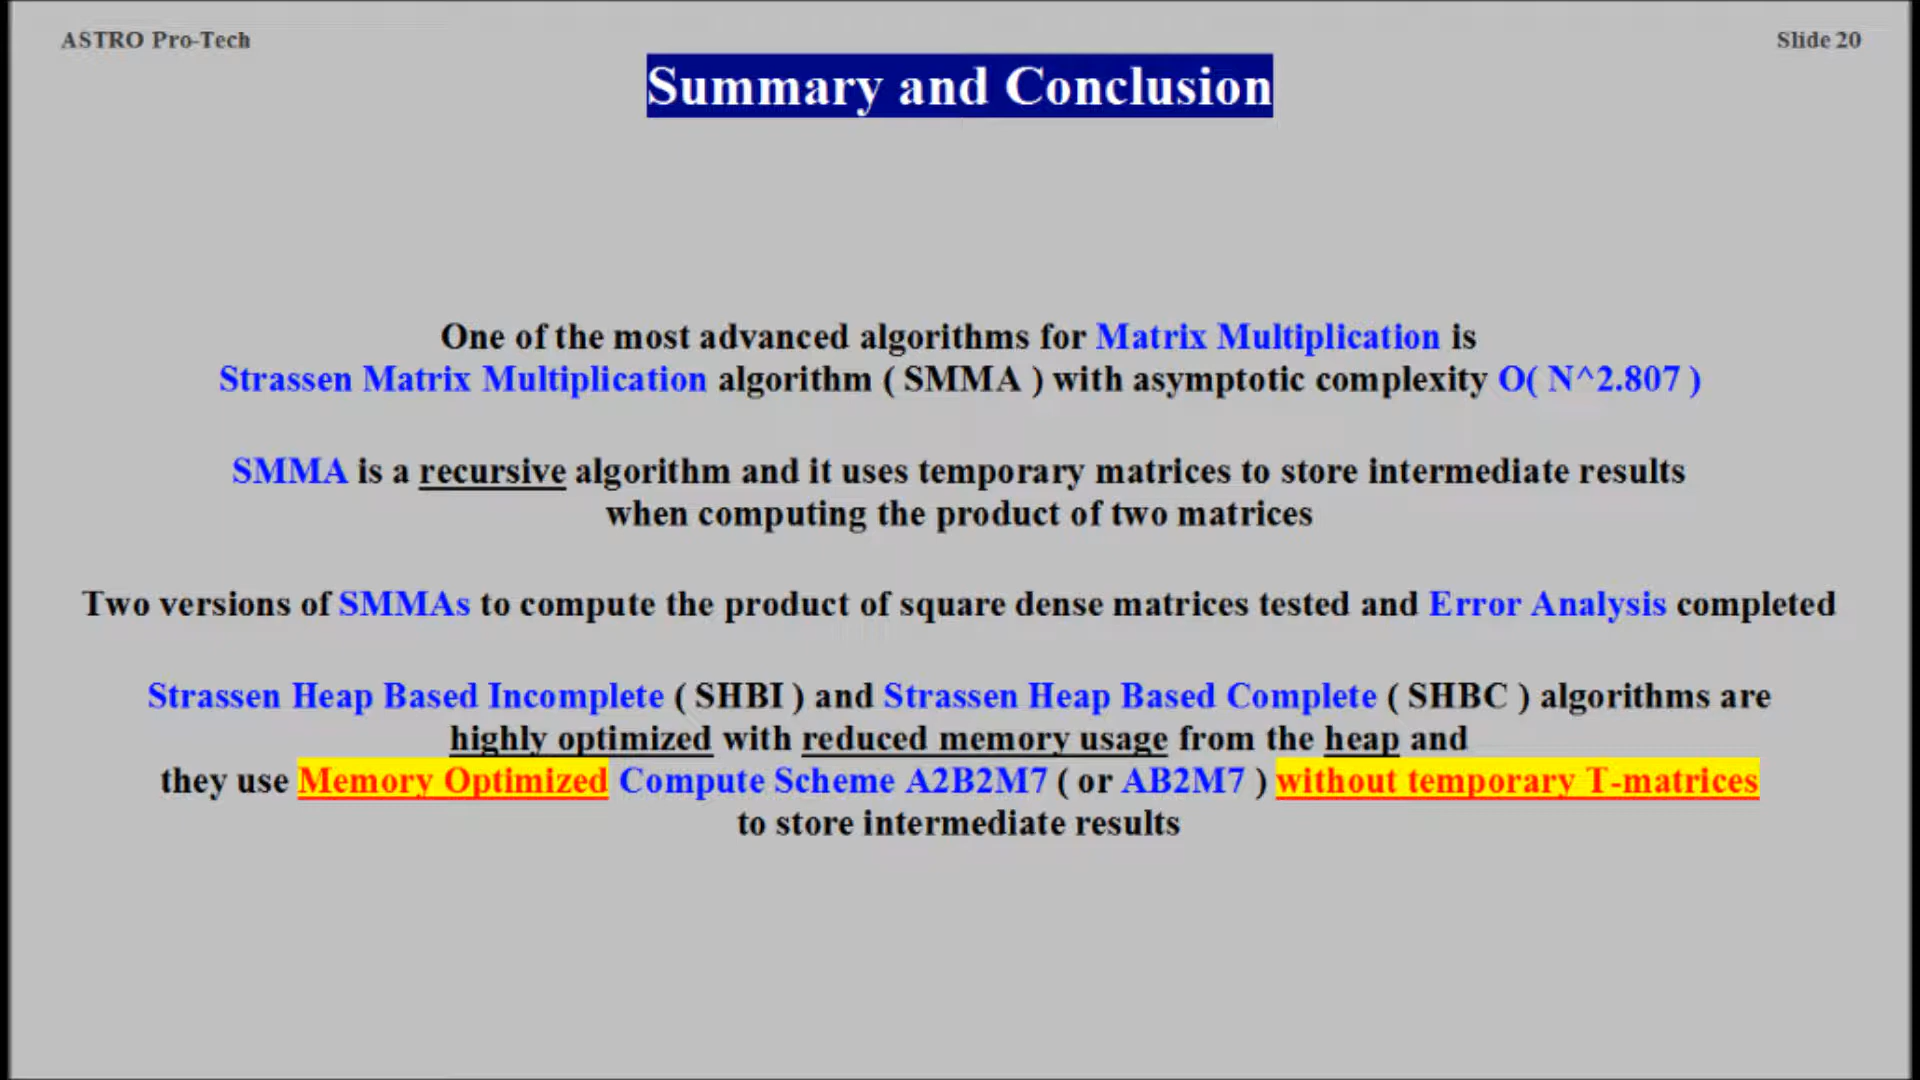 ASTRO Pro-Tech
Slide 20
Summary and Conclusion
One of the most advanced algorithms for Matrix Multiplication is
Strassen Matrix Multiplication algorithm ( SMMA ) with asymptotic complexity O( N^2.807 )
SMMA is a recursive algorithm and it uses temporary matrices to store intermediate results
when computing the product of two matrices
Two versions of SMMAs to compute the product of square dense matrices tested and Error Analysis completed
Strassen Heap Based Incomplete ( SHBI ) and Strassen Heap Based Complete ( SHBC ) algorithms are
highly optimized with reduced memory usage from the heap and
they use Memory Optimized Compute Scheme A2B2M7 ( or AB2M7 ) without temporary T-matrices
to store intermediate results